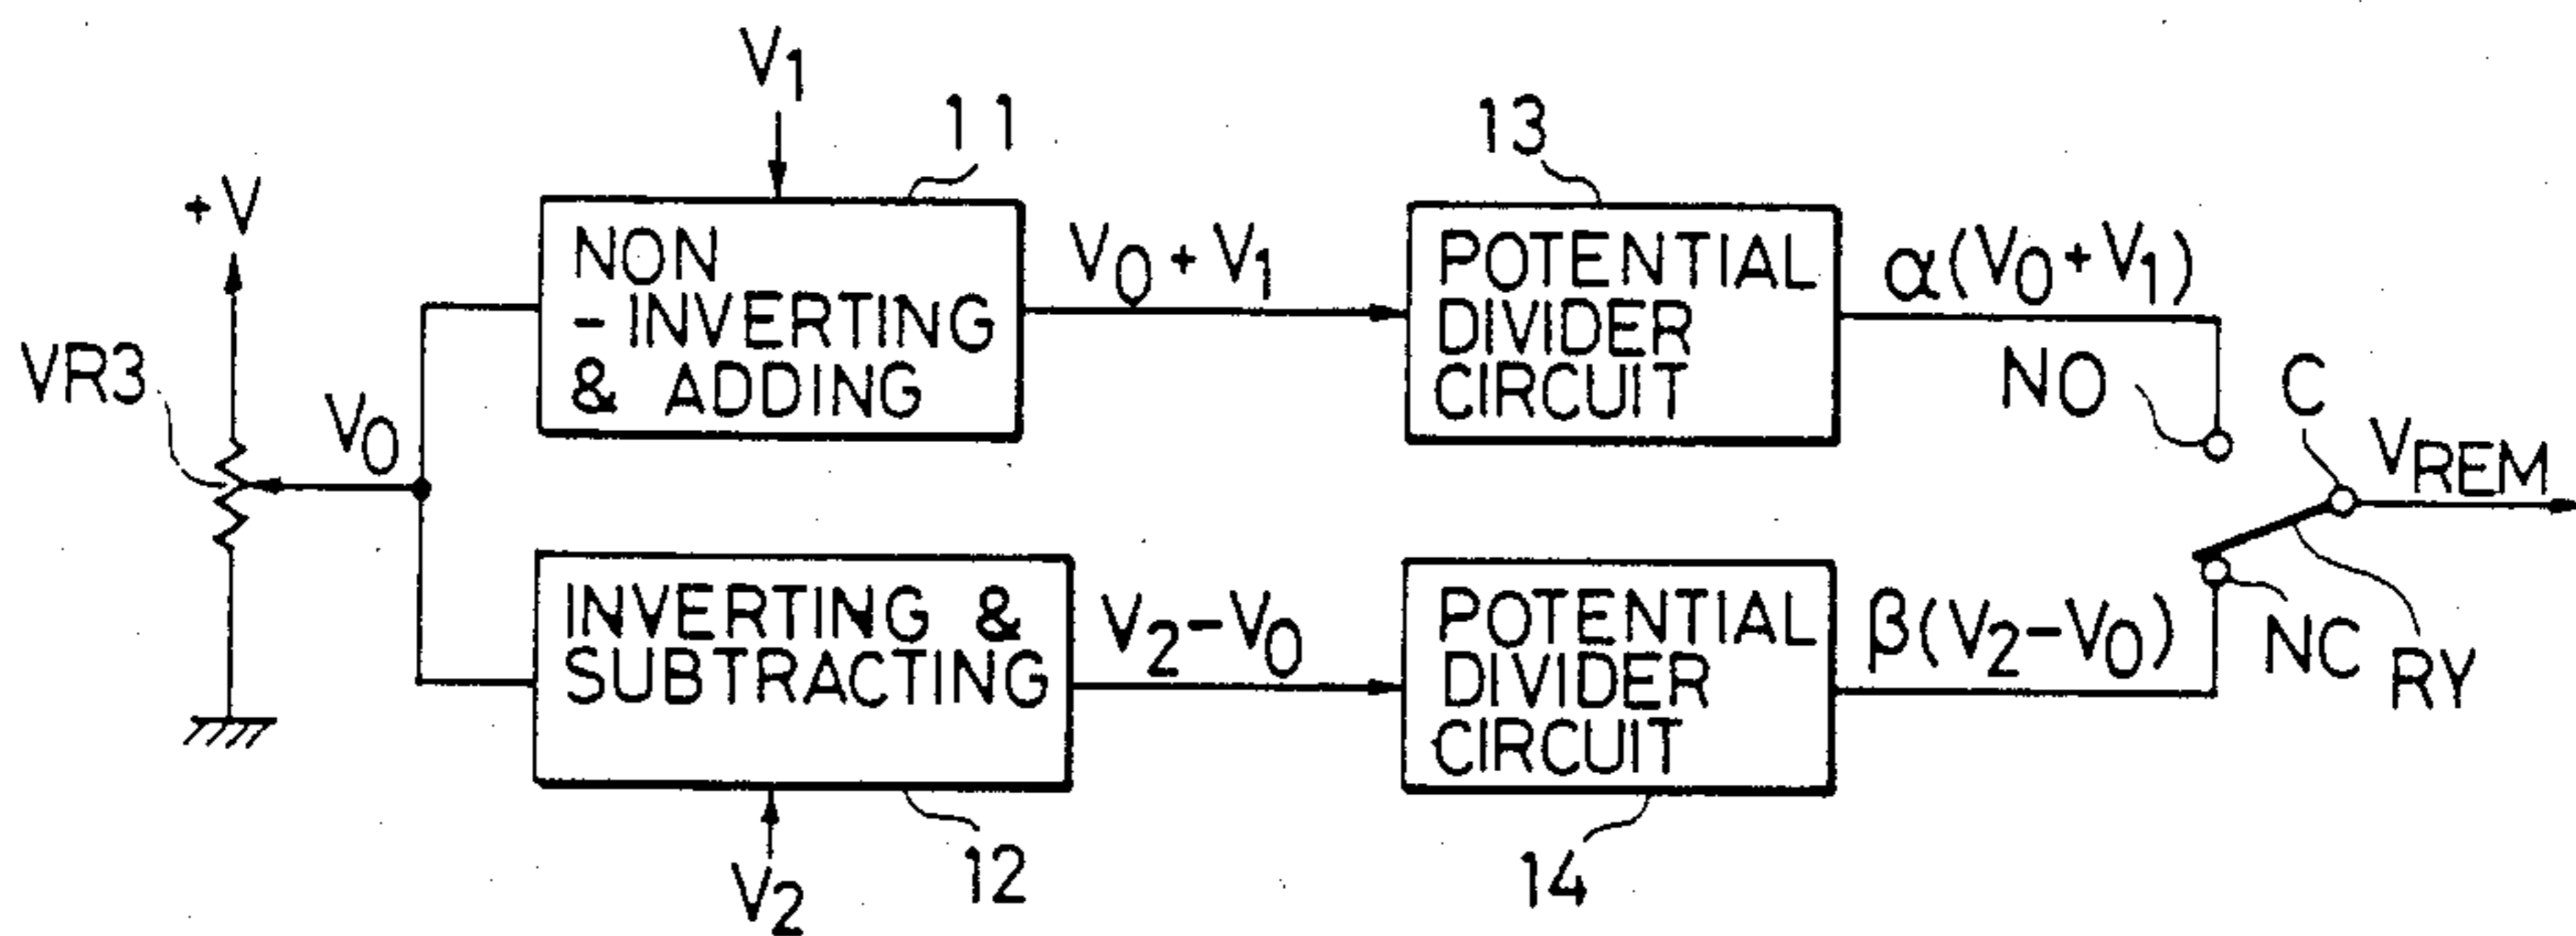 V1
11
13
+V
NON
- INVERTING
& ADDING
V0 + V1
POTENTIAL
DIVIDER
CIRCUIT
α(V0 + V1)
VR3
V0
NO
C
VREM
INVERTING &
SUBTRACTING
V2 - V0
POTENTIAL
DIVIDER
CIRCUIT
β(V2 - V0)
NC
RY
V2
12
14